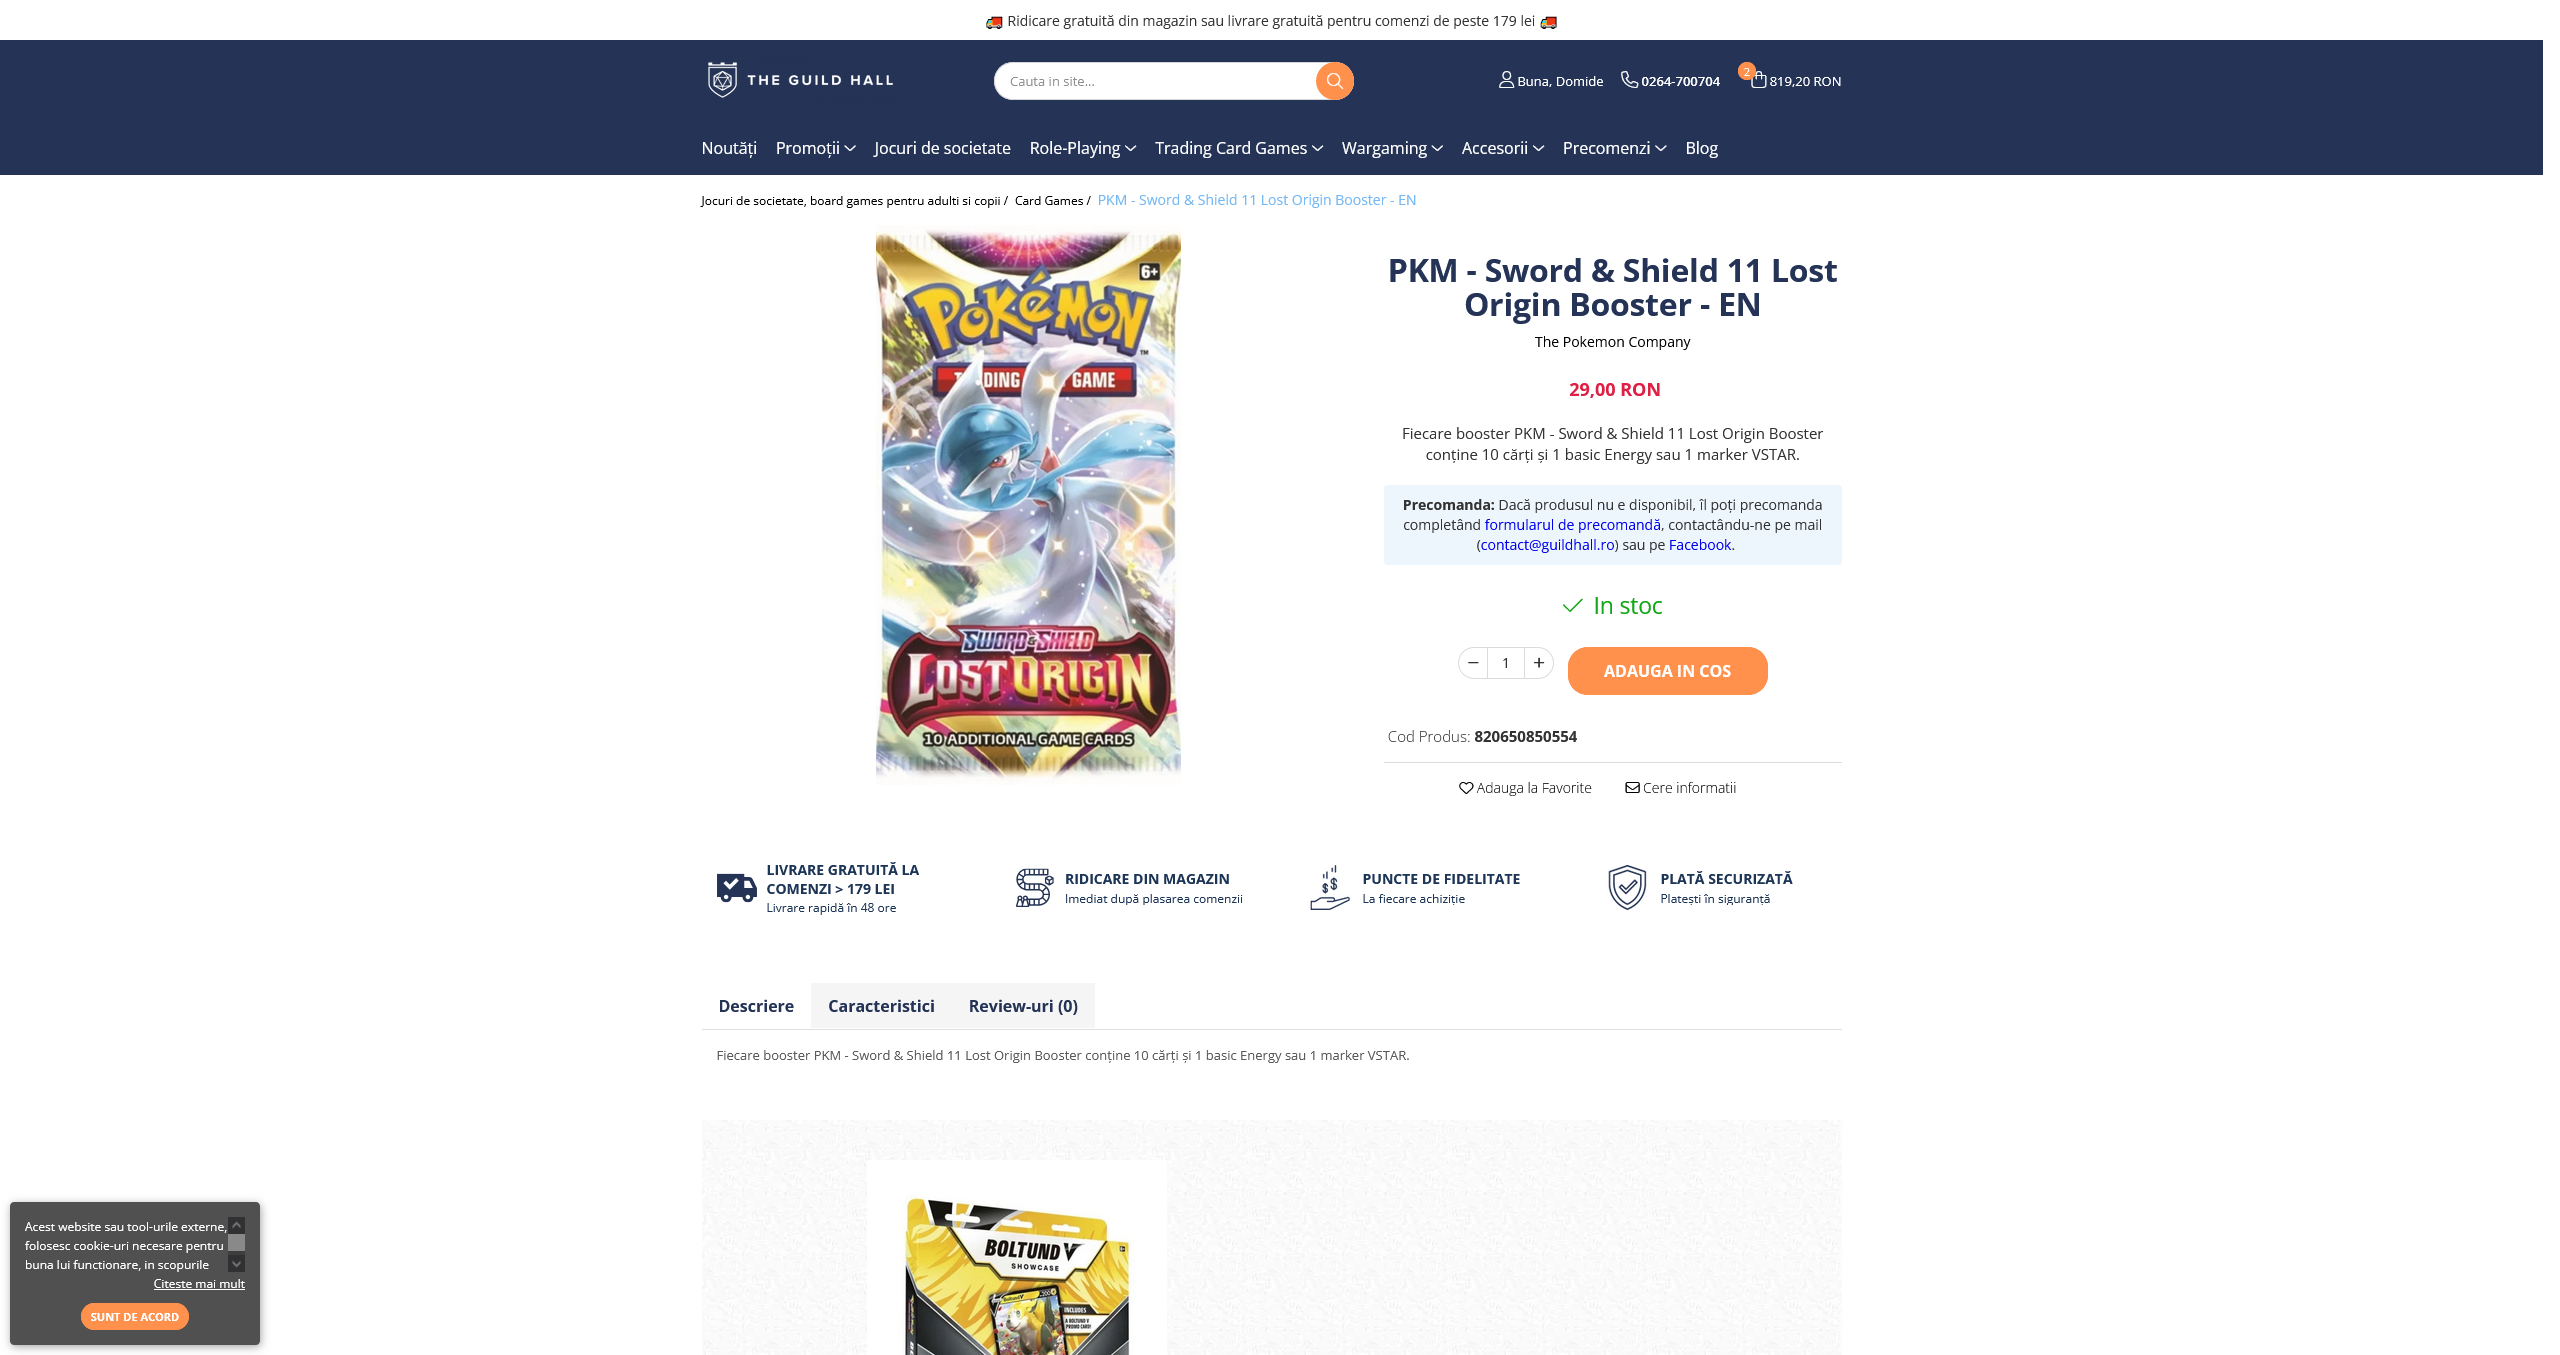 🚚 Ridicare gratuită din magazin sau livrare gratuită pentru comenzi de peste 179 lei 🚚
THE GUILD HALL
Cauta in site...
Buna, Domide
0264-700704
2
819,20 RON
Noutăți Promoții Jocuri de societate Role-Playing Trading Card Games Wargaming Accesorii Precomenzi Blog
Jocuri de societate, board games pentru adulti si copii / Card Games / PKM - Sword & Shield 11 Lost Origin Booster - EN
6+
POKéMON
TM
GAME
SWORD & SHIELD
LOST ORIGIN
10 ADDITIONAL GAME CARDS
PKM - Sword & Shield 11 Lost
Origin Booster - EN
The Pokemon Company
29,00 RON
Fiecare booster PKM - Sword & Shield 11 Lost Origin Booster
conține 10 cărți și 1 basic Energy sau 1 marker VSTAR.
Precomanda: Dacă produsul nu e disponibil, îl poți precomanda
completând formularul de precomandă, contactându-ne pe mail
(contact@guildhall.ro) sau pe Facebook.
In stoc
− 1 +
ADAUGA IN COS
Cod Produs: 820650850554
Adauga la Favorite Cere informatii
LIVRARE GRATUITĂ LA
COMENZI > 179 LEI
Livrare rapidă în 48 ore
RIDICARE DIN MAGAZIN
Imediat după plasarea comenzii
PUNCTE DE FIDELITATE
La fiecare achiziție
PLATĂ SECURIZATĂ
Platești în siguranță
Descriere Caracteristici Review-uri (0)
Fiecare booster PKM - Sword & Shield 11 Lost Origin Booster conține 10 cărți și 1 basic Energy sau 1 marker VSTAR.
BOLTUND V
SHOWCASE
Boltund V
INCLUDES
A BOLTUND V
PROMO CARD!
Acest website sau tool-urile externe,
folosesc cookie-uri necesare pentru
buna lui functionare, in scopurile
Citeste mai mult
SUNT DE ACORD